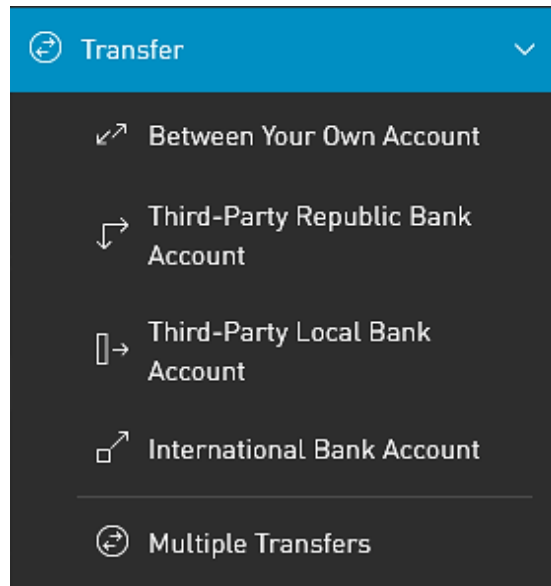 Transfer
Between Your Own Account
Third-Party Republic Bank
Account
Third-Party Local Bank
Account
International Bank Account
Multiple Transfers